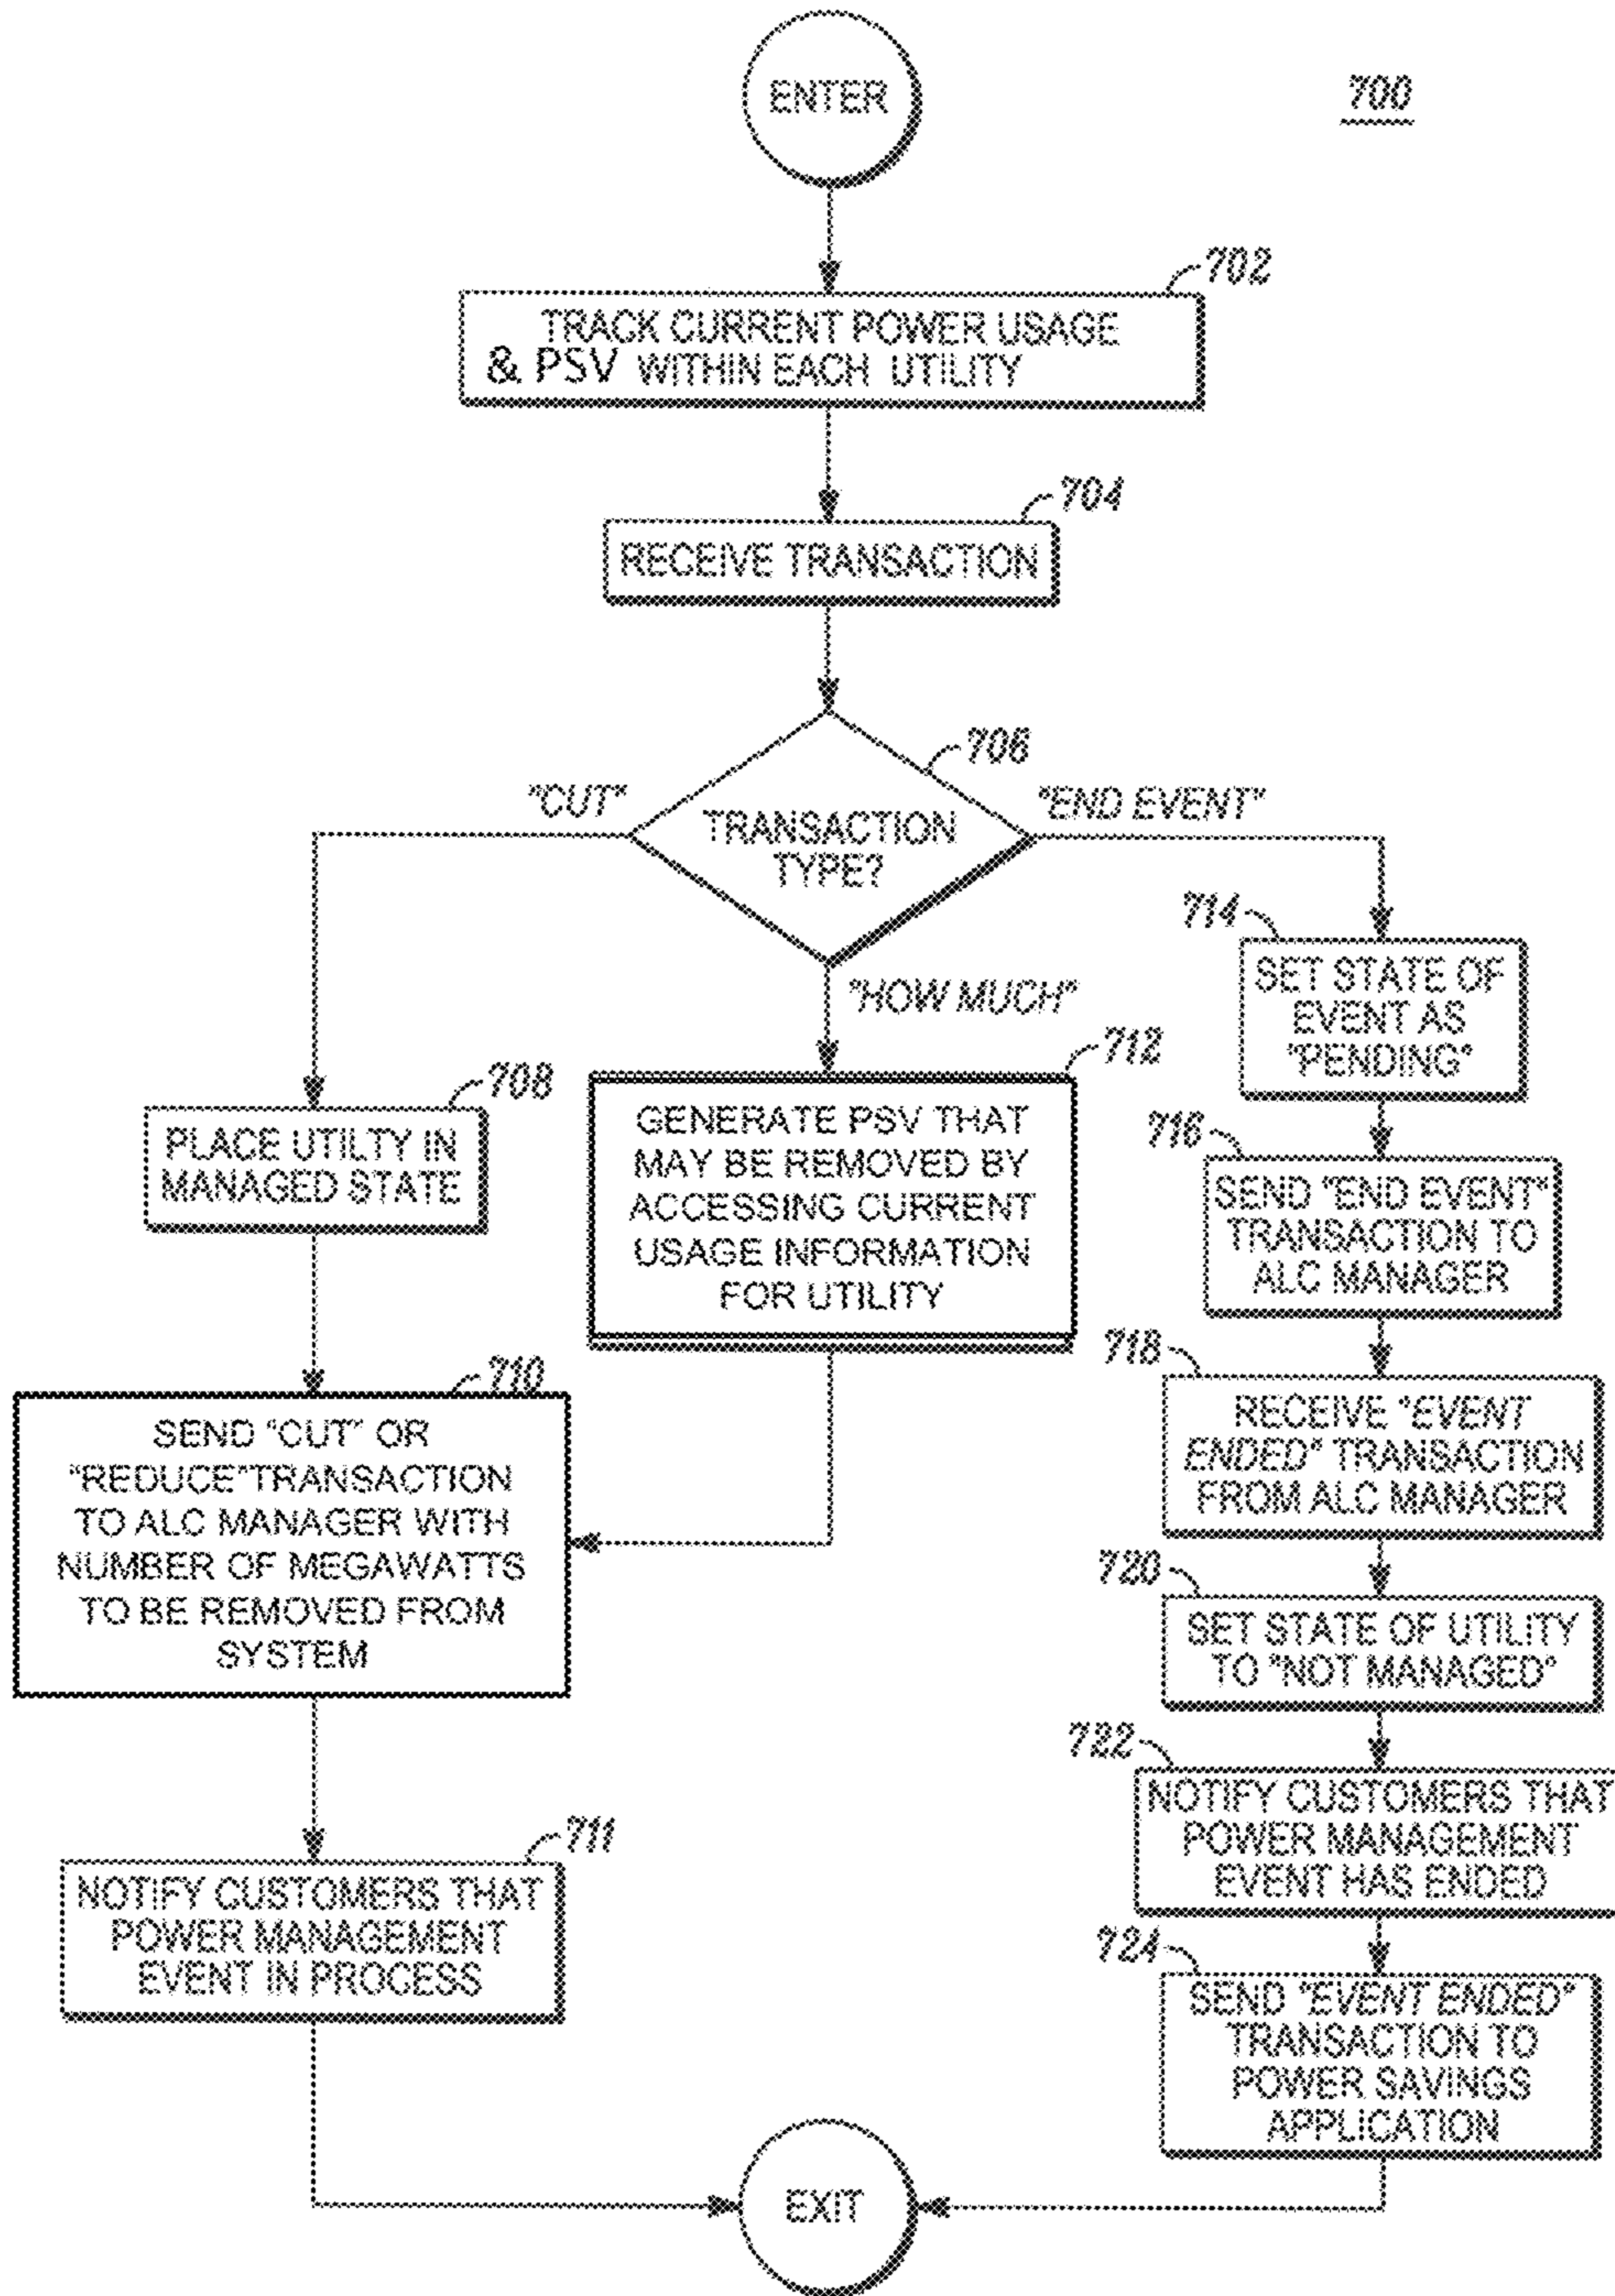 ENTER
700
702
TRACK CURRENT POWER USAGE
& PSV WITHIN EACH UTILITY
704
RECEIVE TRANSACTION
706
"CUT"
TRANSACTION
TYPE?
"END EVENT"
"HOW MUCH"
708
PLACE UTILTY IN
MANAGED STATE
712
GENERATE PSV THAT
MAY BE REMOVED BY
ACCESSING CURRENT
USAGE INFORMATION
FOR UTILITY
710
SEND "CUT" OR
"REDUCE"TRANSACTION
TO ALC MANAGER WITH
NUMBER OF MEGAWATTS
TO BE REMOVED FROM
SYSTEM
711
NOTIFY CUSTOMERS THAT
POWER MANAGEMENT
EVENT IN PROCESS
714
SET STATE OF
EVENT AS
"PENDING"
716
SEND "END EVENT"
TRANSACTION TO
ALC MANAGER
718
RECEIVE "EVENT
ENDED" TRANSACTION
FROM ALC MANAGER
720
SET STATE OF UTILITY
TO "NOT MANAGED"
722
NOTIFY CUSTOMERS THAT
POWER MANAGEMENT
EVENT HAS ENDED
724
SEND "EVENT ENDED"
TRANSACTION TO
POWER SAVINGS
APPLICATION
EXIT